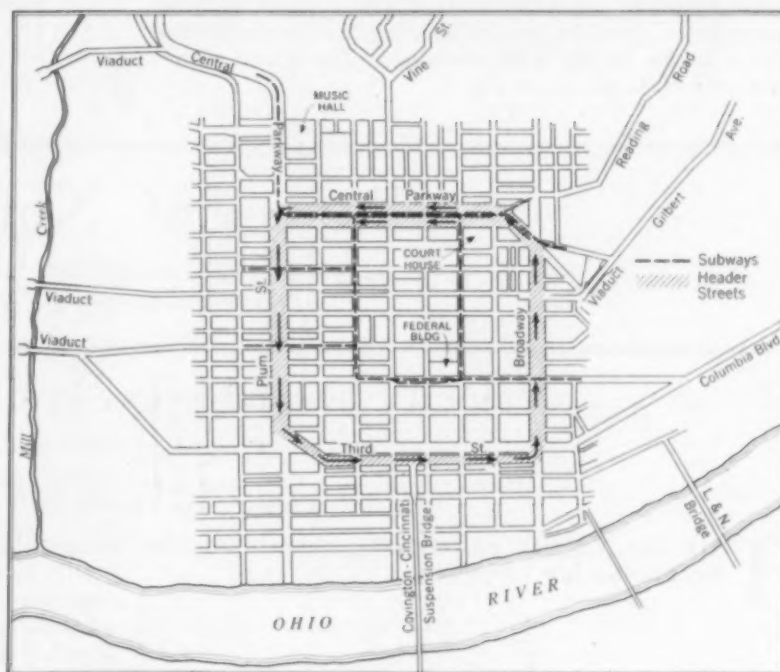 Viaduct
Central
Parkway
MUSIC
HALL
Vine
St.
Reading
Road
Gilbert
Ave.
Central Parkway
COURT
HOUSE
Subways
Header
Streets
Viaduct
Creek
Viaduct
St.
Viaduct
Plum
FEDERAL
BLDG
Broadway
Columbia Blvd
Mill
Third St.
Covington-Cincinnati
Suspension Bridge
L. & N
Bridge
OHIO RIVER